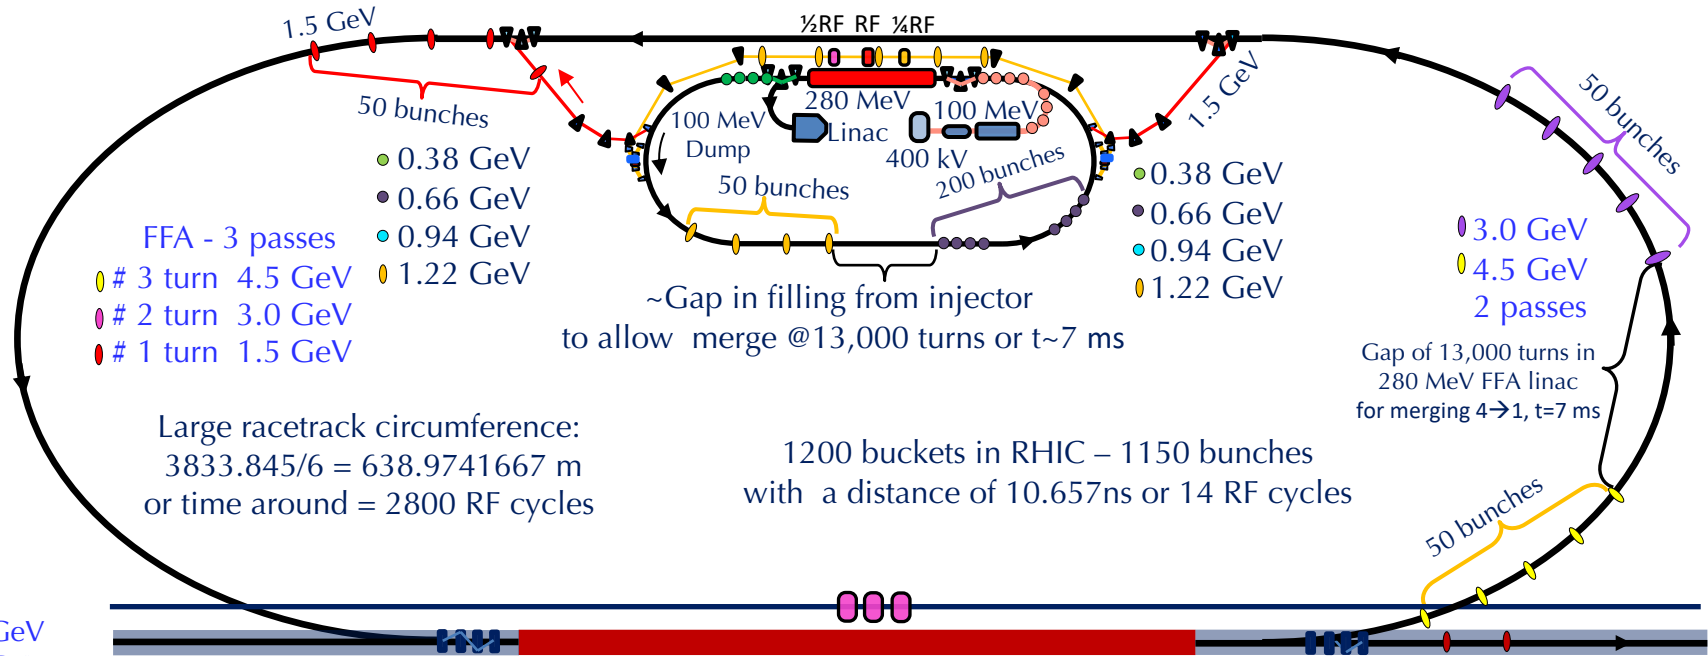 1.5 GeV
½RF RF ¼RF
50 bunches
280 MeV
100 MeV
100 MeV
Dump
Linac
400 kV
1.5 GeV
50 bunches
200 bunches
50 bunches
0.38 GeV
0.66 GeV
0.94 GeV
1.22 GeV
0.38 GeV
0.66 GeV
0.94 GeV
1.22 GeV
FFA - 3 passes
# 3 turn 4.5 GeV
# 2 turn 3.0 GeV
# 1 turn 1.5 GeV
~Gap in filling from injector
to allow merge @13,000 turns or t~7 ms
3.0 GeV
4.5 GeV
2 passes
Gap of 13,000 turns in
280 MeV FFA linac
for merging 4→1, t=7 ms
Large racetrack circumference:
3833.845/6 = 638.9741667 m
or time around = 2800 RF cycles
1200 buckets in RHIC – 1150 bunches
with a distance of 10.657ns or 14 RF cycles
50 bunches
GeV